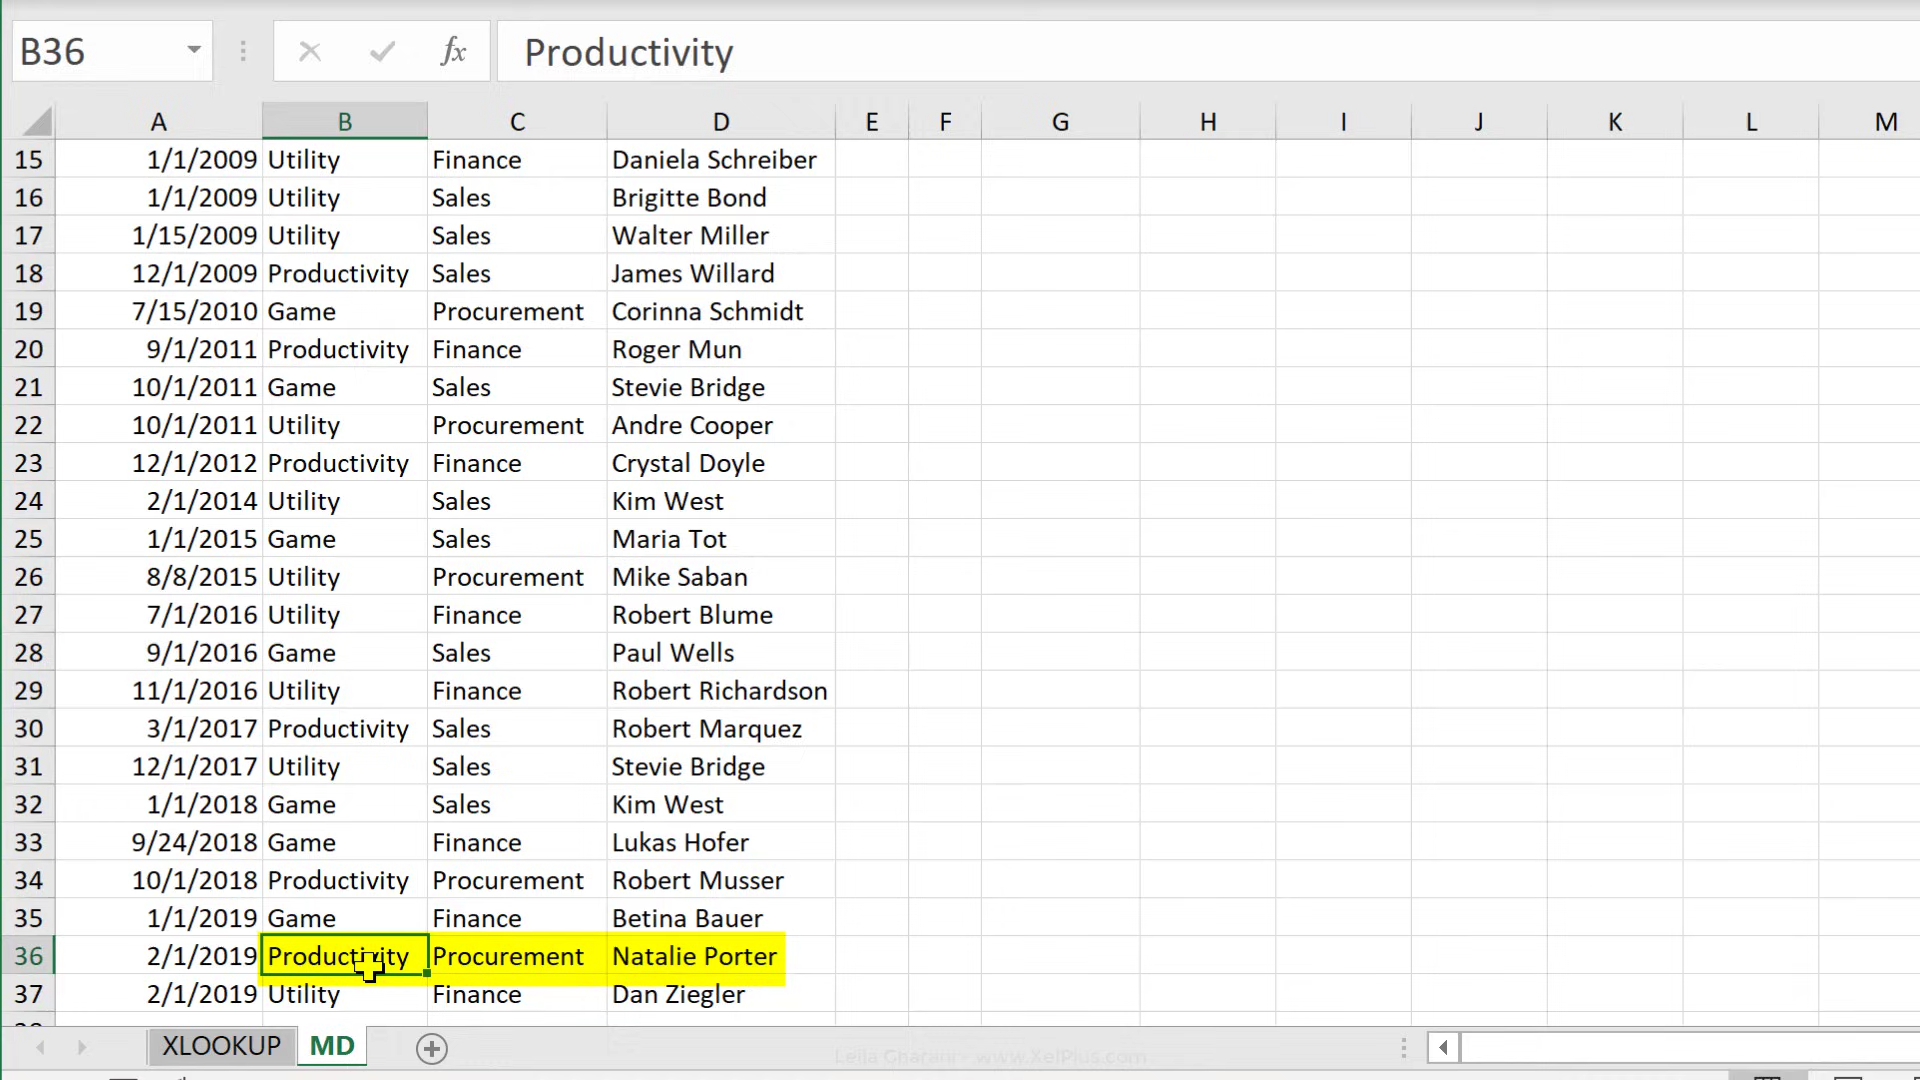 B36 fx Productivity
A B C D E F G H I J K L M
15 1/1/2009 Utility Finance Daniela Schreiber
16 1/1/2009 Utility Sales Brigitte Bond
17 1/15/2009 Utility Sales Walter Miller
18 12/1/2009 Productivity Sales James Willard
19 7/15/2010 Game Procurement Corinna Schmidt
20 9/1/2011 Productivity Finance Roger Mun
21 10/1/2011 Game Sales Stevie Bridge
22 10/1/2011 Utility Procurement Andre Cooper
23 12/1/2012 Productivity Finance Crystal Doyle
24 2/1/2014 Utility Sales Kim West
25 1/1/2015 Game Sales Maria Tot
26 8/8/2015 Utility Procurement Mike Saban
27 7/1/2016 Utility Finance Robert Blume
28 9/1/2016 Game Sales Paul Wells
29 11/1/2016 Utility Finance Robert Richardson
30 3/1/2017 Productivity Sales Robert Marquez
31 12/1/2017 Utility Sales Stevie Bridge
32 1/1/2018 Game Sales Kim West
33 9/24/2018 Game Finance Lukas Hofer
34 10/1/2018 Productivity Procurement Robert Musser
35 1/1/2019 Game Finance Betina Bauer
36 2/1/2019 Productivity Procurement Natalie Porter
37 2/1/2019 Utility Finance Dan Ziegler
XLOOKUP MD
Leila Gharani - www.XelPlus.com